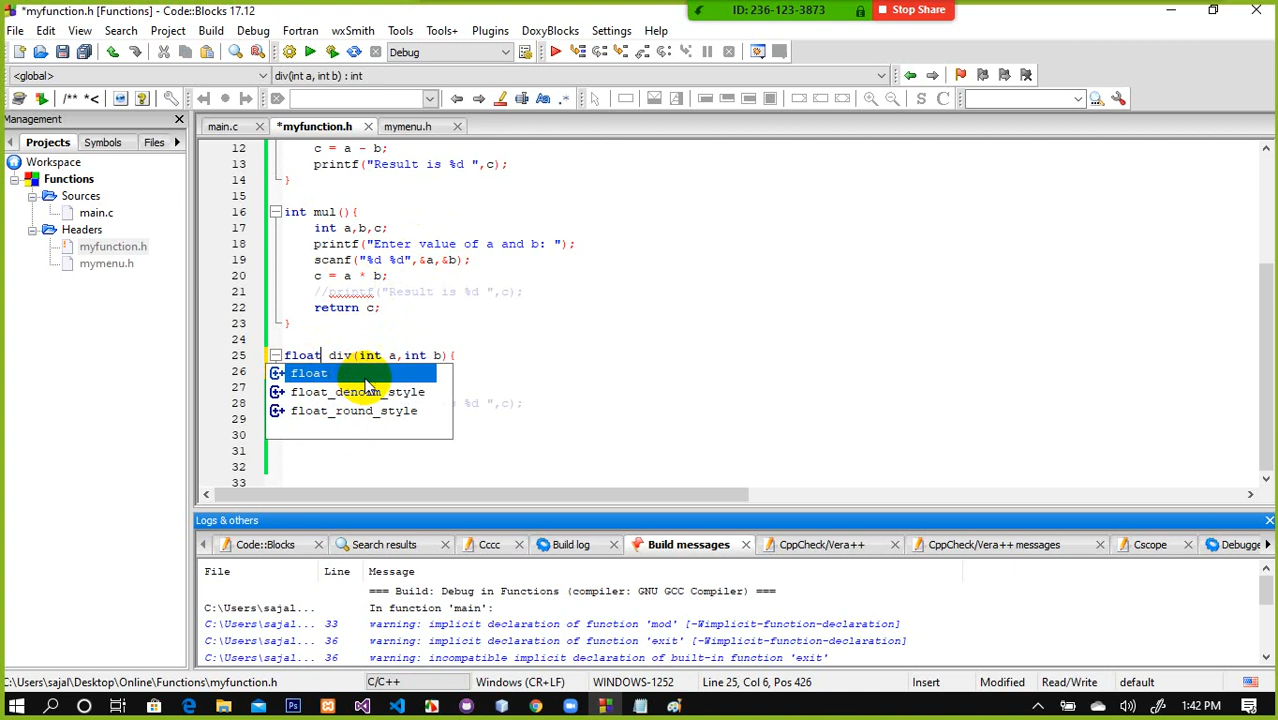 ID: 236-123-3873 Stop Share
*myfunction.h [Functions] - Code::Blocks 17.12
File Edit View Search Project Build Debug Fortran wxSmith Tools Tools+ Plugins DoxyBlocks Settings Help
Debug
<global> div(int a, int b) : int
/** *< S C
Management
main.c *myfunction.h mymenu.h
Projects Symbols Files
Workspace
Functions
Sources
main.c
Headers
myfunction.h
mymenu.h
12 c = a - b;
13 printf("Result is %d ",c);
14 }
15
16 int mul(){
17 int a,b,c;
18 printf("Enter value of a and b: ");
19 scanf("%d %d",&a,&b);
20 c = a * b;
21 //printf("Result is %d ",c);
22 return c;
23 }
24
25 float div(int a,int b){
26 float
27 float_denorm_style
28 float_round_style s %d ",c);
29
30
31
32
33
Logs & others
Code::Blocks Search results Cccc Build log Build messages CppCheck/Vera++ CppCheck/Vera++ messages Cscope Debugge
File Line Message
=== Build: Debug in Functions (compiler: GNU GCC Compiler) ===
C:\Users\sajal... In function 'main':
C:\Users\sajal... 33 warning: implicit declaration of function 'mod' [-Wimplicit-function-declaration]
C:\Users\sajal... 36 warning: implicit declaration of function 'exit' [-Wimplicit-function-declaration]
C:\Users\sajal... 36 warning: incompatible implicit declaration of built-in function 'exit'
C:\Users\sajal\Desktop\Online\Functions\myfunction.h C/C++ Windows (CR+LF) WINDOWS-1252 Line 25, Col 6, Pos 426 Insert Modified Read/Write default
Ps 1:42 PM